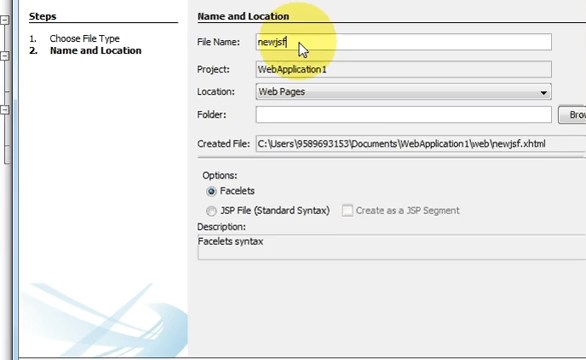 Steps
1. Choose File Type
2. Name and Location
Name and Location
File Name: newjsf
Project: WebApplication1
Location: Web Pages
Folder: Brow
Created File: C:\Users\9589693153\Documents\WebApplication1\web\newjsf.xhtml
Options:
Facelets
JSP File (Standard Syntax) Create as a JSP Segment
Description:
Facelets syntax